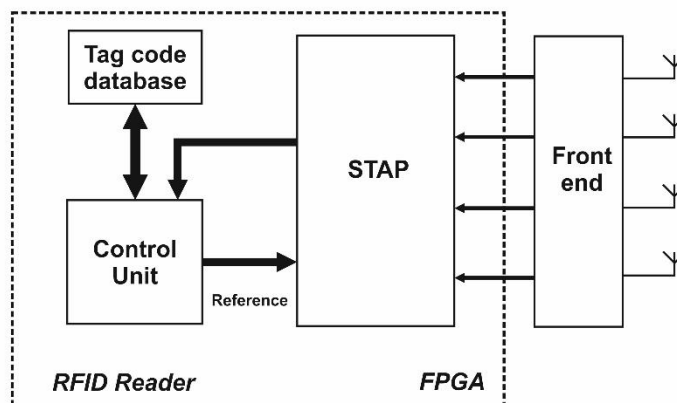 Tag code
database
STAP
Front
end
Control
Unit
Reference
RFID Reader
FPGA